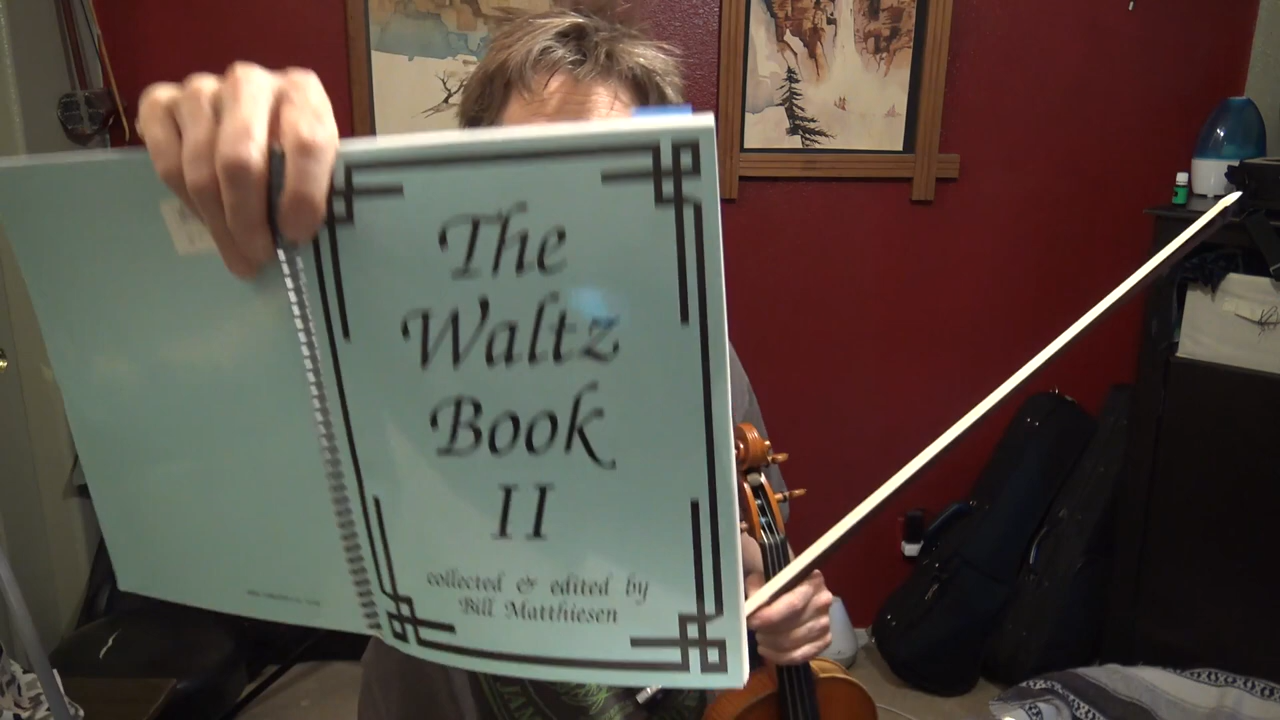 The
Waltz
Book
II
collected & edited by
Bill Matthiesen